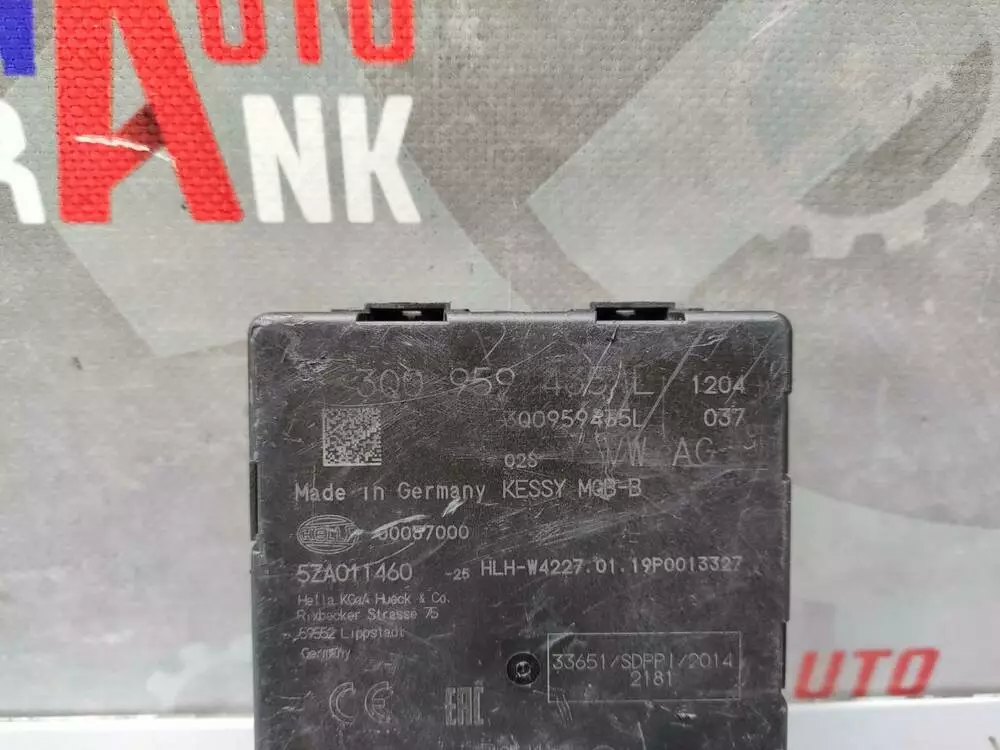 AUTO
RANK
3Q0 959 435 L
1204
3Q0959435L
037
VW AG
02S
Made in Germany KESSY MQB-B
HELLA
00087000
5ZA011460
-25 HLH-W4227.01.19P0013327
Hella KGaA Hueck & Co.
Rixbecker Strasse 75
59552 Lippstadt
Germany
33651/SDPPI/2014
2181
CE
EAC
UTO